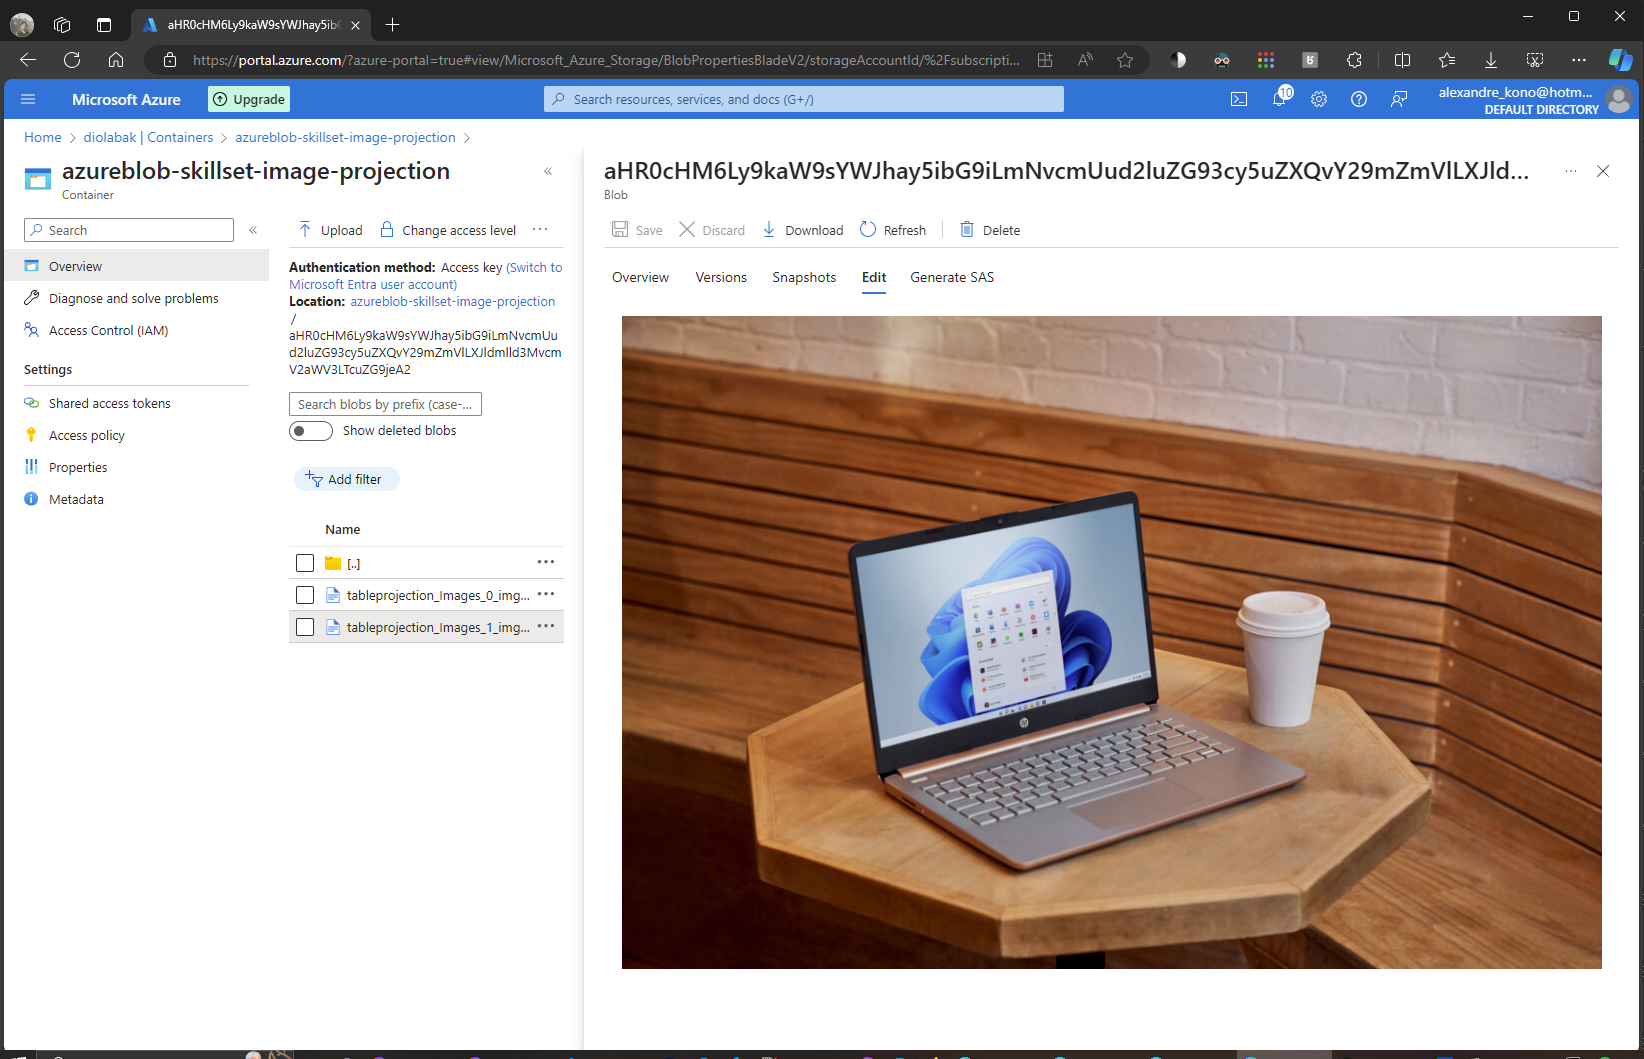 aHR0cHM6Ly9kaW9sYWJhay5ib
https://portal.azure.com/?azure-portal=true#view/Microsoft_Azure_Storage/BlobPropertiesBladeV2/storageAccountId/%2Fsubscripti...
Microsoft Azure
Upgrade
Search resources, services, and docs (G+/)
10
alexandre_kono@hotm...
DEFAULT DIRECTORY
Home > diolabak | Containers > azureblob-skillset-image-projection >
azureblob-skillset-image-projection
Container
Search
Overview
Diagnose and solve problems
Access Control (IAM)
Settings
Shared access tokens
Access policy
Properties
Metadata
Upload
Change access level
Authentication method: Access key (Switch to
Microsoft Entra user account)
Location: azureblob-skillset-image-projection
/
aHR0cHM6Ly9kaW9sYWJhay5ibG9iLmNvcmUu
d2luZG93cy5uZXQvY29mZmVlLXJldmlld3Mvcm
V2aWV3LTcuZG9jeA2
Search blobs by prefix (case-...
Show deleted blobs
Add filter
Name
[..]
tableprojection_Images_0_img...
tableprojection_Images_1_img...
aHR0cHM6Ly9kaW9sYWJhay5ibG9iLmNvcmUud2luZG93cy5uZXQvY29mZmVlLXJld...
Blob
Save
Discard
Download
Refresh
Delete
Overview
Versions
Snapshots
Edit
Generate SAS
hp